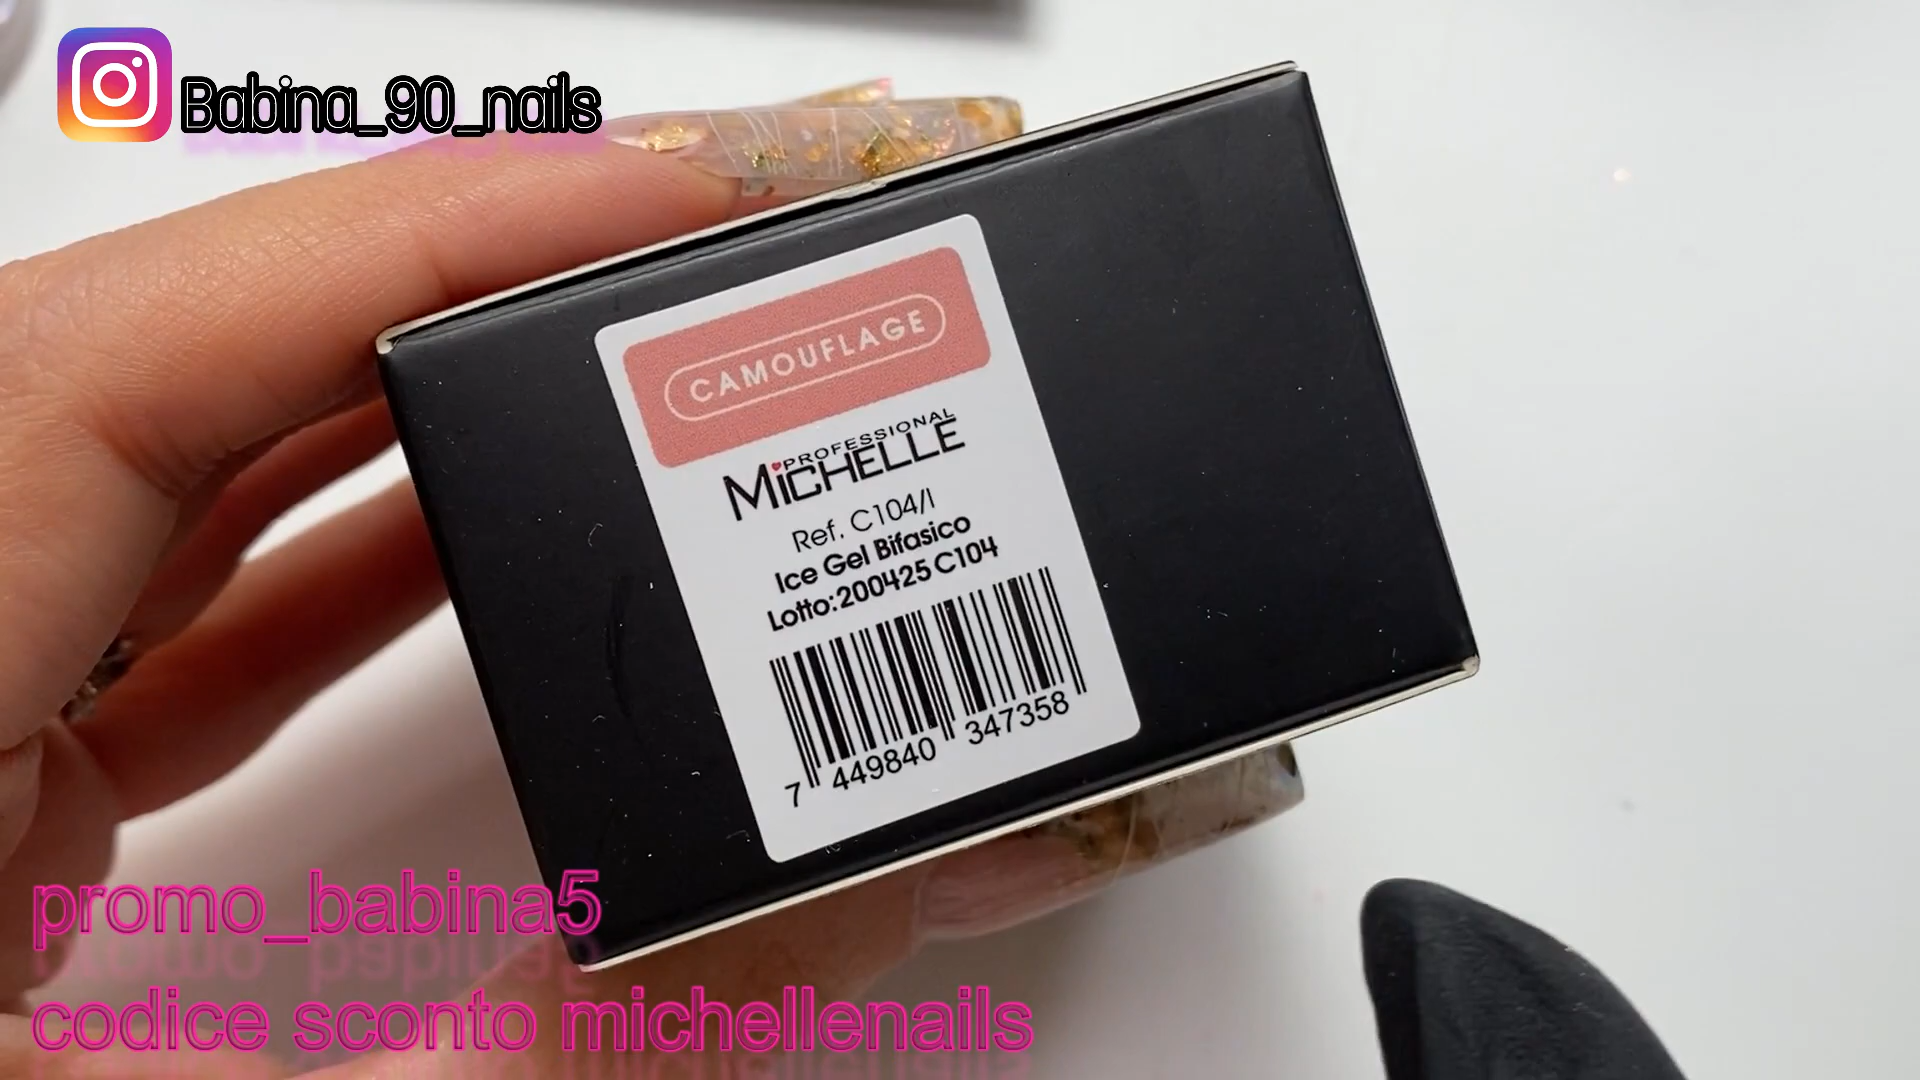 Babina_90_nails
CAMOUFLAGE
PROFESSIONAL
MiCHELLE
Ref. C104/I
Ice Gel Bifasico
Lotto:200425 C104
7 449840 347358
promo_babina5
codice sconto michellenails